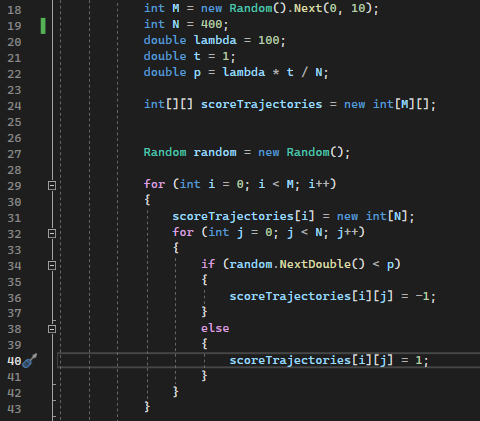 18 int M = new Random().Next(0, 10);
19 int N = 400;
20 double lambda = 100;
21 double t = 1;
22 double p = lambda * t / N;
23
24 int[][] scoreTrajectories = new int[M][];
25
26
27 Random random = new Random();
28
29 for (int i = 0; i < M; i++)
30 {
31 scoreTrajectories[i] = new int[N];
32 for (int j = 0; j < N; j++)
33 {
34 if (random.NextDouble() < p)
35 {
36 scoreTrajectories[i][j] = -1;
37 }
38 else
39 {
40 scoreTrajectories[i][j] = 1;
41 }
42 }
43 }